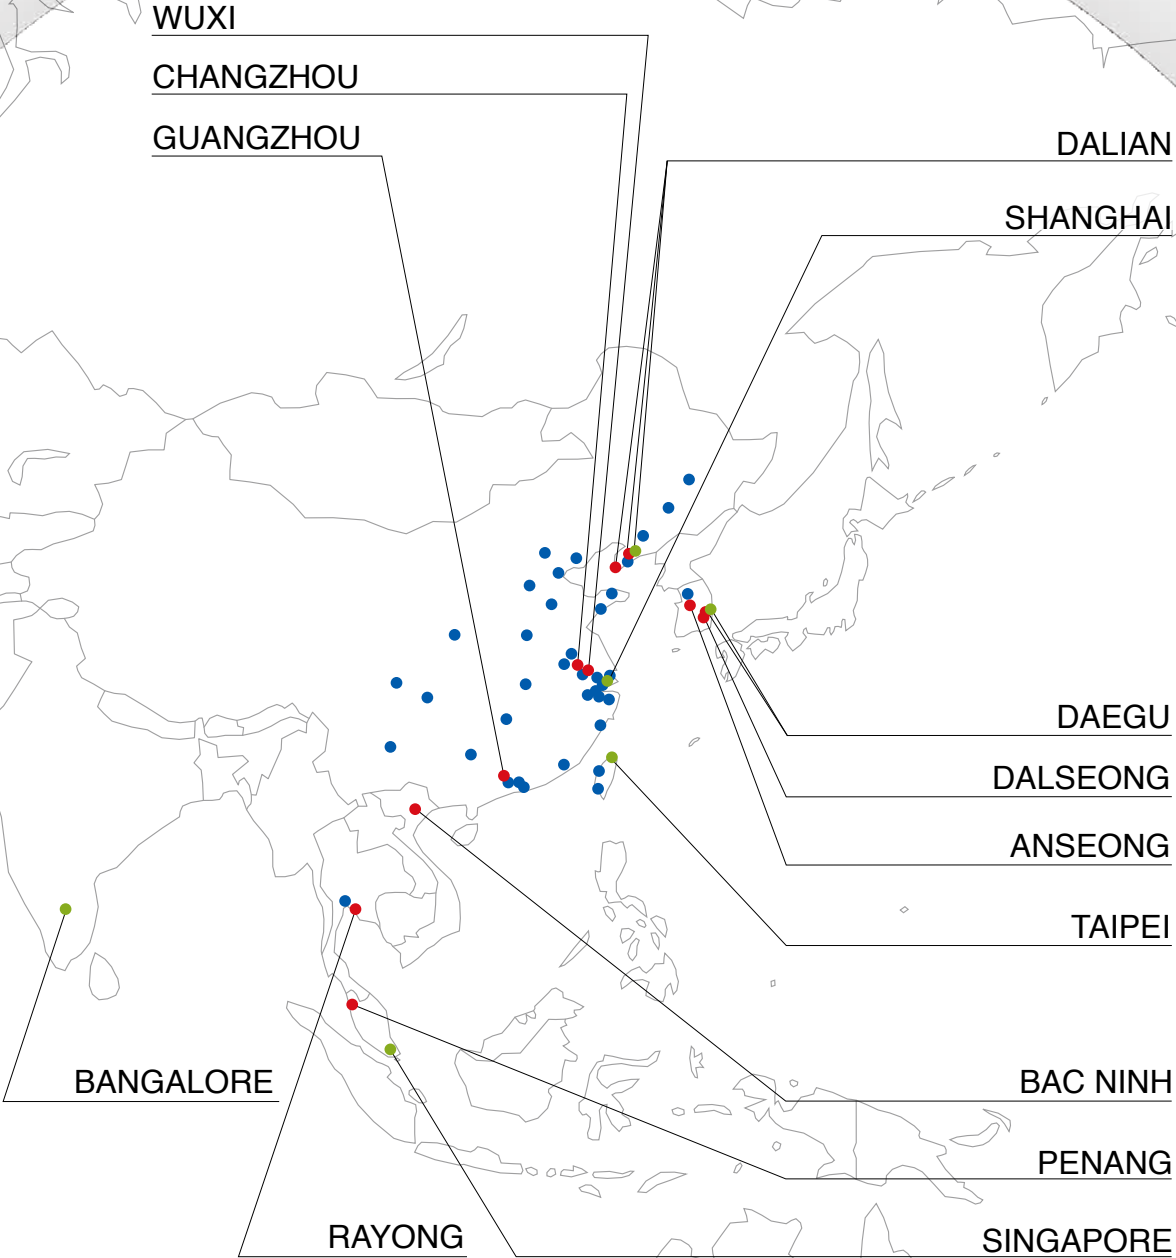 WUXI
CHANGZHOU
GUANGZHOU
DALIAN
SHANGHAI
DAEGU
DALSEONG
ANSEONG
TAIPEI
BANGALORE
BAC NINH
PENANG
RAYONG
SINGAPORE